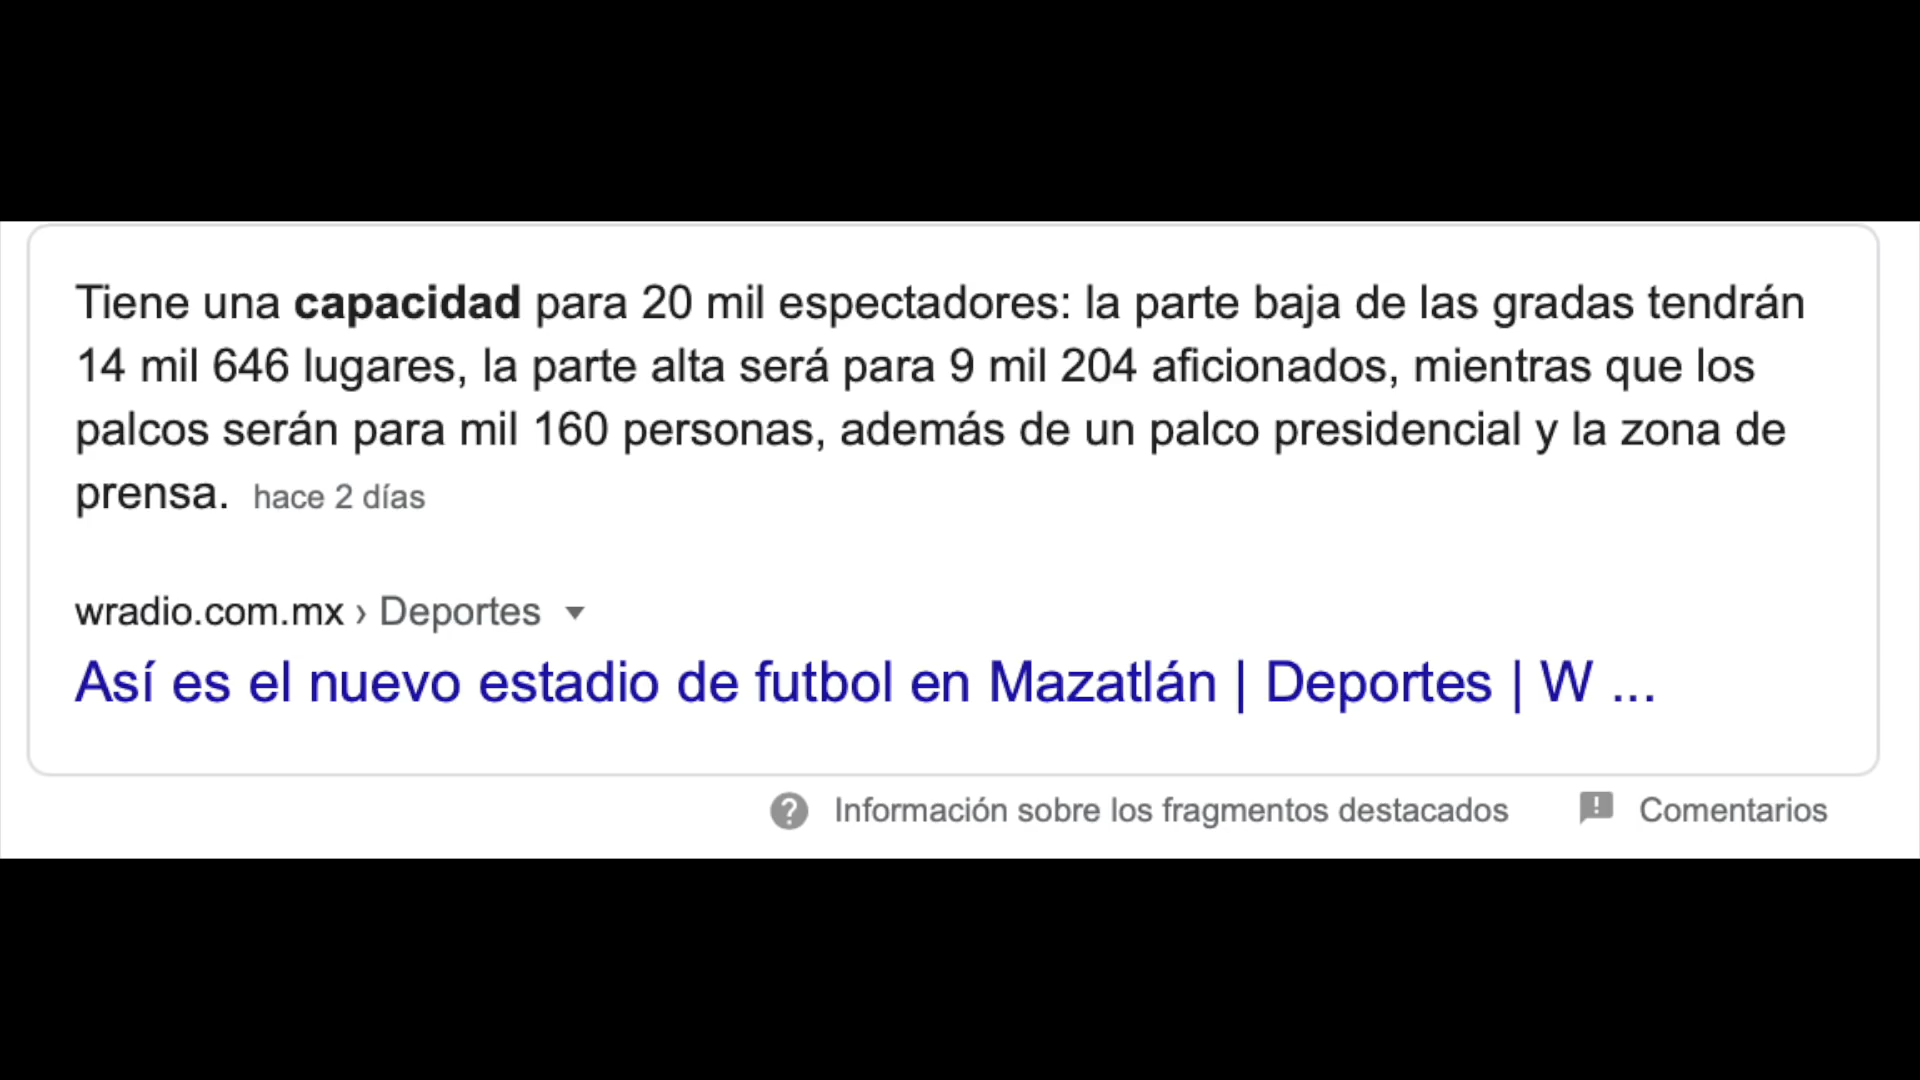 Tiene una capacidad para 20 mil espectadores: la parte baja de las gradas tendrán
14 mil 646 lugares, la parte alta será para 9 mil 204 aficionados, mientras que los
palcos serán para mil 160 personas, además de un palco presidencial y la zona de
prensa. hace 2 días
wradio.com.mx › Deportes
Así es el nuevo estadio de futbol en Mazatlán | Deportes | W ...
Información sobre los fragmentos destacados Comentarios